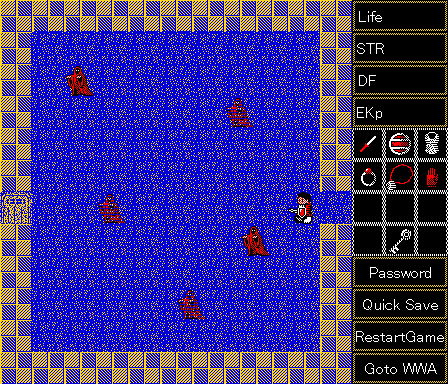 Life
STR
DF
EKp
Password
Quick Save
RestartGame
Goto WWA